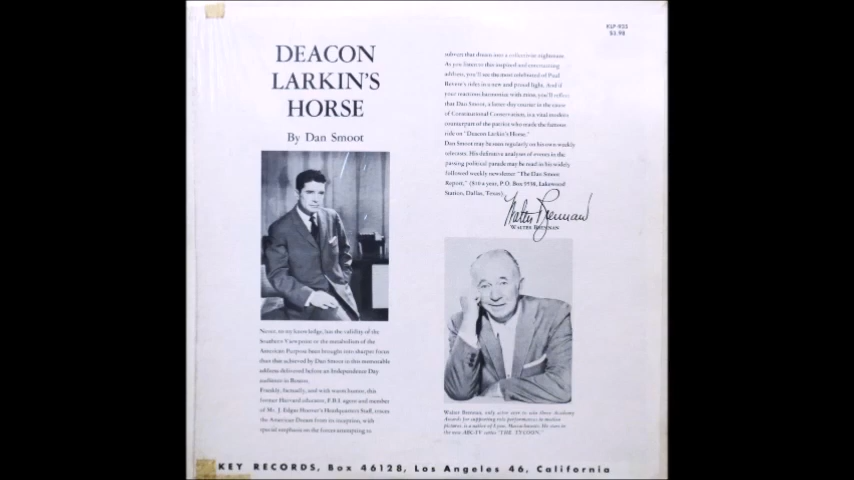 KLP-922
$3.98
DEACON
LARKIN'S
HORSE
By Dan Smoot
Never, to my knowledge, has the validity of the
Southern Viewpoint or the metabolism of the
American Purpose been brought into sharper focus
than that achieved by Dan Smoot in this memorable
address delivered before an Independence Day
audience in Boston.
Frankly, factually, and with warm humor, this
former Harvard educator, F.B.I. agent and member
of Mr. J. Edgar Hoover's Headquarters Staff, traces
the American Dream from its inception, with
special emphasis on the forces attempting to
subvert that dream into a collectivist nightmare.
As you listen to this inspired and entertaining
address, you'll see the most celebrated of Paul
Revere's rides in a new and proud light. And if
your reactions harmonize with mine, you'll reflect
that Dan Smoot, a latter-day courier in the cause
of Constitutional Conservatism, is a vital modern
counterpart of the patriot who made the famous
ride on "Deacon Larkin's Horse."
Dan Smoot may be seen regularly on his own weekly
telecasts. His definitive analyses of events in the
passing political parade may be read in his widely
followed weekly newsletter "The Dan Smoot
Report," ($10 a year, P.O. Box 9538, Lakewood
Station, Dallas, Texas).
Walter Brennan
WALTER BRENNAN
Walter Brennan, only actor ever to win three Academy
Awards for supporting role performances in motion
pictures, is a native of Lynn, Massachusetts. He stars in
the new ABC-TV series "THE TYCOON."
KEY RECORDS, Box 46128, Los Angeles 46, California